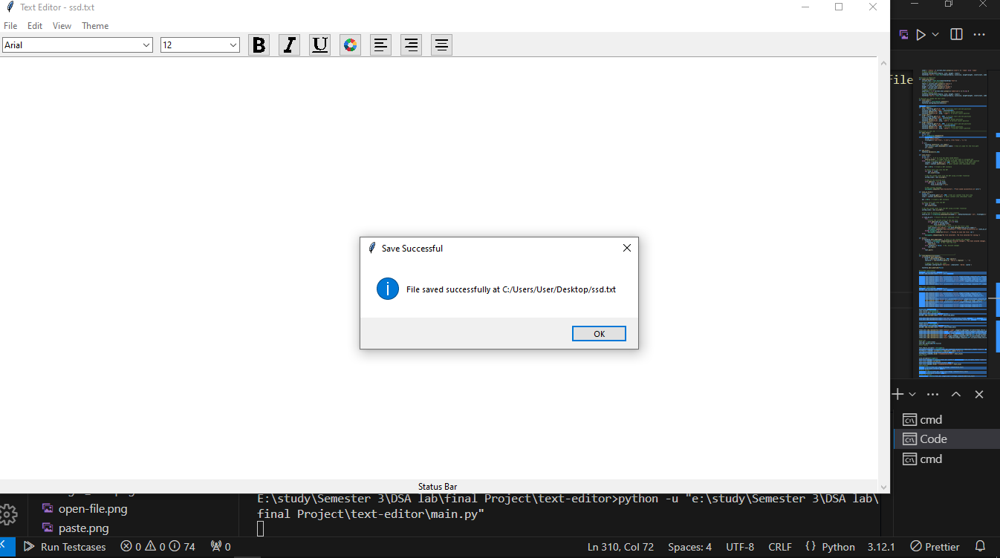 Text Editor - ssd.txt
File Edit View Theme
Arial
12
B I U
File
Save Successful
File saved successfully at C:/Users/User/Desktop/ssd.txt
OK
cmd
Code
cmd
Status Bar
E:\study\Semester 3\DSA lab\final Project\text-editor>python -u "e:\study\Semester 3\DSA lab\
final Project\text-editor\main.py"
open-file.png
paste.png
Run Testcases 0 0 74 0 Ln 310, Col 72 Spaces: 4 UTF-8 CRLF {} Python 3.12.1 Prettier